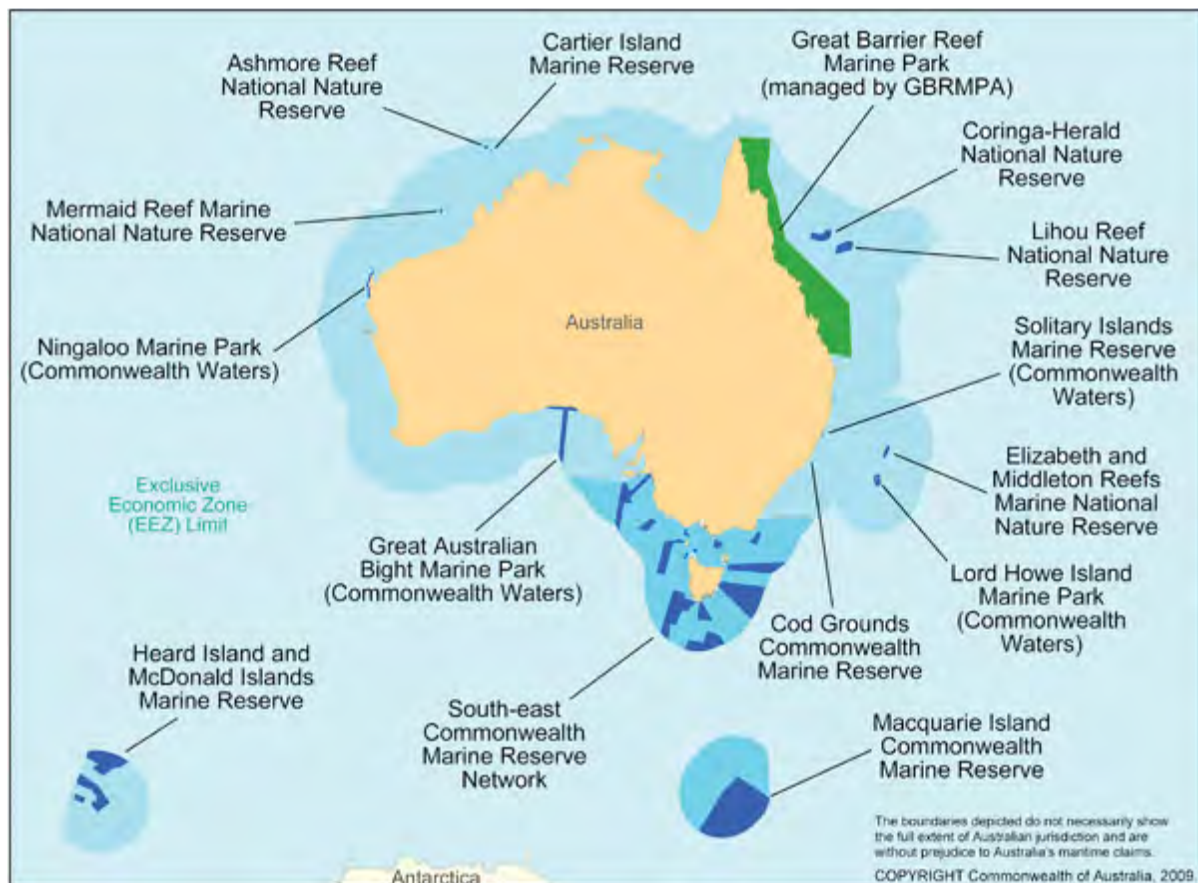 Ashmore Reef
National Nature
Reserve
Cartier Island
Marine Reserve
Great Barrier Reef
Marine Park
(managed by GBRMPA)
Coringa-Herald
National Nature
Reserve
Mermaid Reef Marine
National Nature Reserve
Lihou Reef
National Nature
Reserve
Australia
Ningaloo Marine Park
(Commonwealth Waters)
Solitary Islands
Marine Reserve
(Commonwealth
Waters)
Elizabeth and
Middleton Reefs
Marine National
Nature Reserve
Exclusive
Economic Zone
(EEZ) Limit
Great Australian
Bight Marine Park
(Commonwealth Waters)
Lord Howe Island
Marine Park
(Commonwealth
Waters)
Cod Grounds
Commonwealth
Marine Reserve
Heard Island and
McDonald Islands
Marine Reserve
South-east
Commonwealth
Marine Reserve
Network
Macquarie Island
Commonwealth
Marine Reserve
The boundaries depicted do not necessarily show
the full extent of Australian jurisdiction and are
without prejudice to Australia's maritime claims.
COPYRIGHT Commonwealth of Australia, 2009
Antarctica